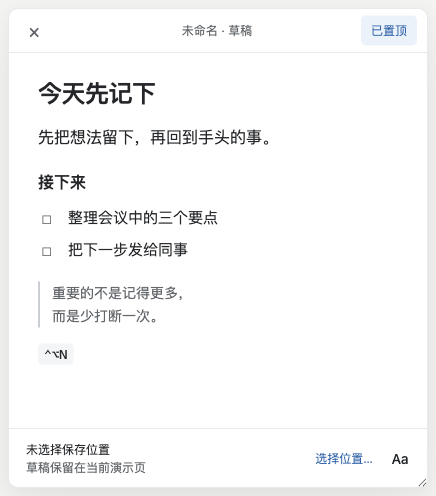 未命名 · 草稿
已置顶
今天先记下
先把想法留下，再回到手头的事。
接下来
整理会议中的三个要点
把下一步发给同事
重要的不是记得更多，
而是少打断一次。
^⌥N
未选择保存位置
草稿保留在当前演示页
选择位置...
Aa